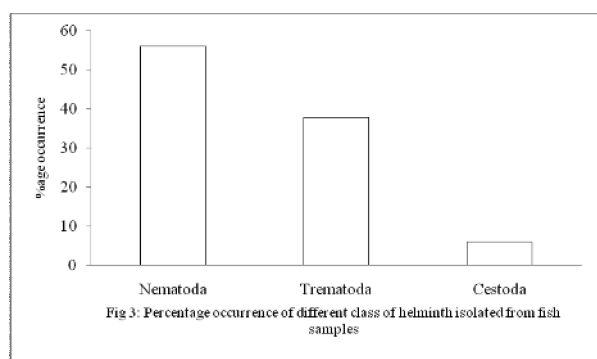 60
50
40
30
20
10
0
%age occurrence
Nematoda
Trematoda
Cestoda
Fig 3: Percentage occurrence of different class of helminth isolated from fish
samples